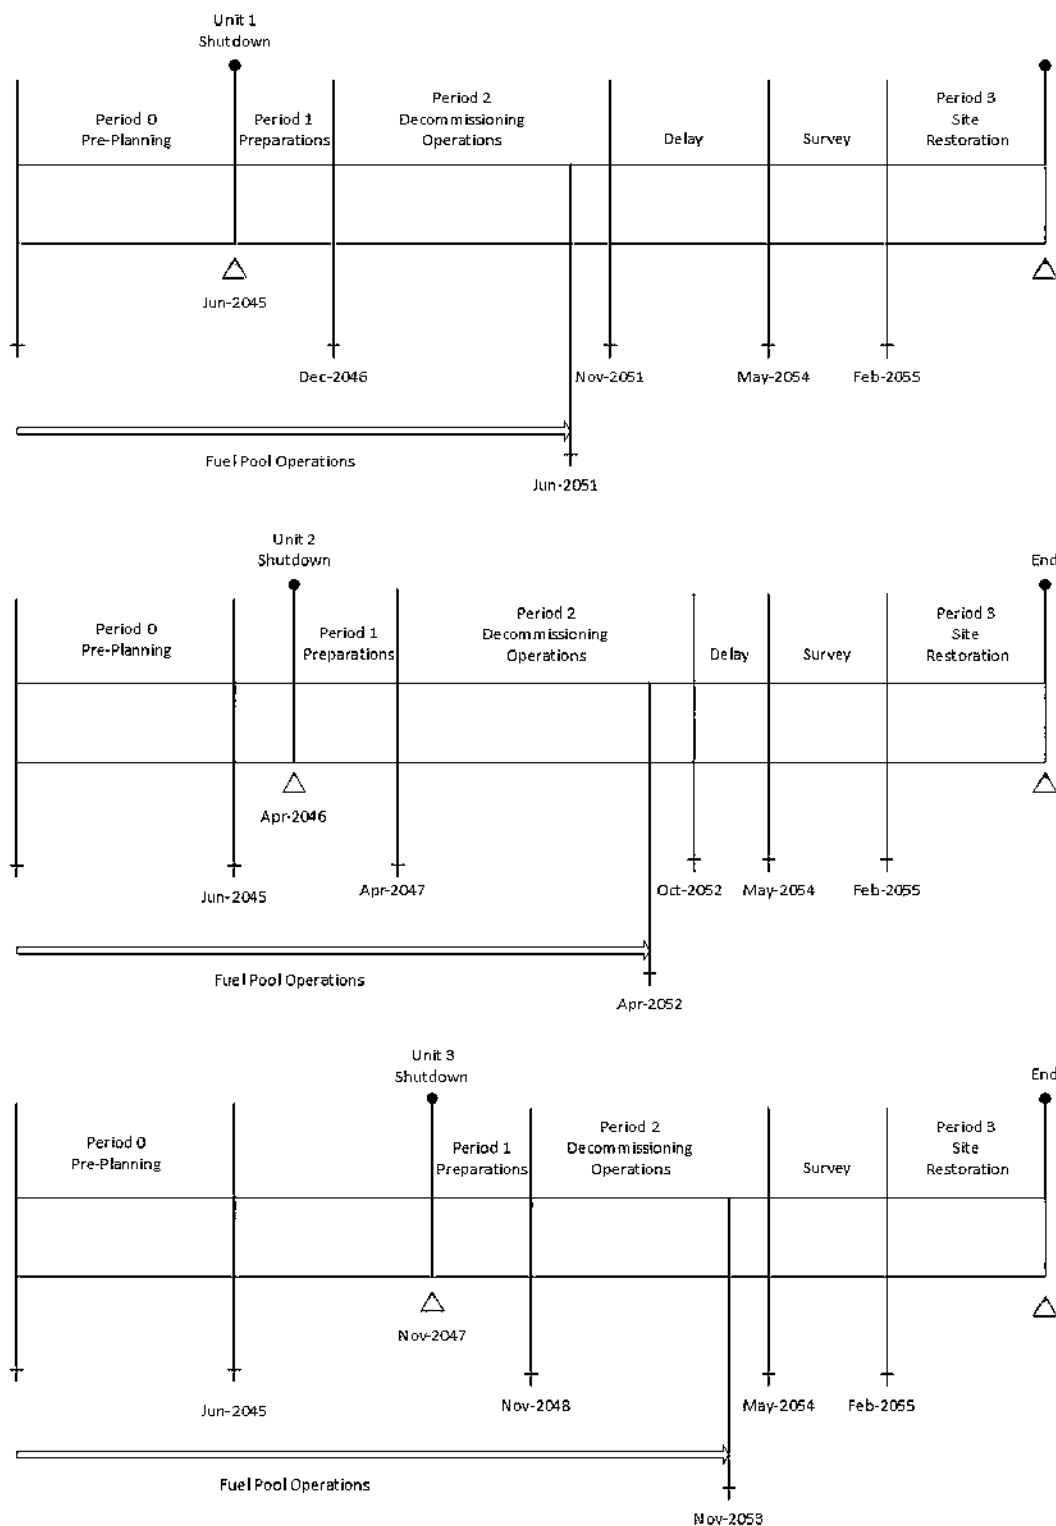 Unit 1
Shutdown
Period 0
Pre-Planning
Period 1
Preparations
Period 2
Decommissioning
Operations
Delay
Survey
Period 3
Site
Restoration
Jun-2045
Dec-2046
Nov-2051
May-2054
Feb-2055
Fuel Pool Operations
Jun-2051
Unit 2
Shutdown
End
Period 0
Pre-Planning
Period 1
Preparations
Period 2
Decommissioning
Operations
Delay
Survey
Period 3
Site
Restoration
Apr-2046
Jun-2045
Apr-2047
Oct-2052
May-2054
Feb-2055
Fuel Pool Operations
Apr-2052
Unit 3
Shutdown
End
Period 0
Pre-Planning
Period 1
Preparations
Period 2
Decommissioning
Operations
Survey
Period 3
Site
Restoration
Nov-2047
Jun-2045
Nov-2048
May-2054
Feb-2055
Fuel Pool Operations
Nov-2053